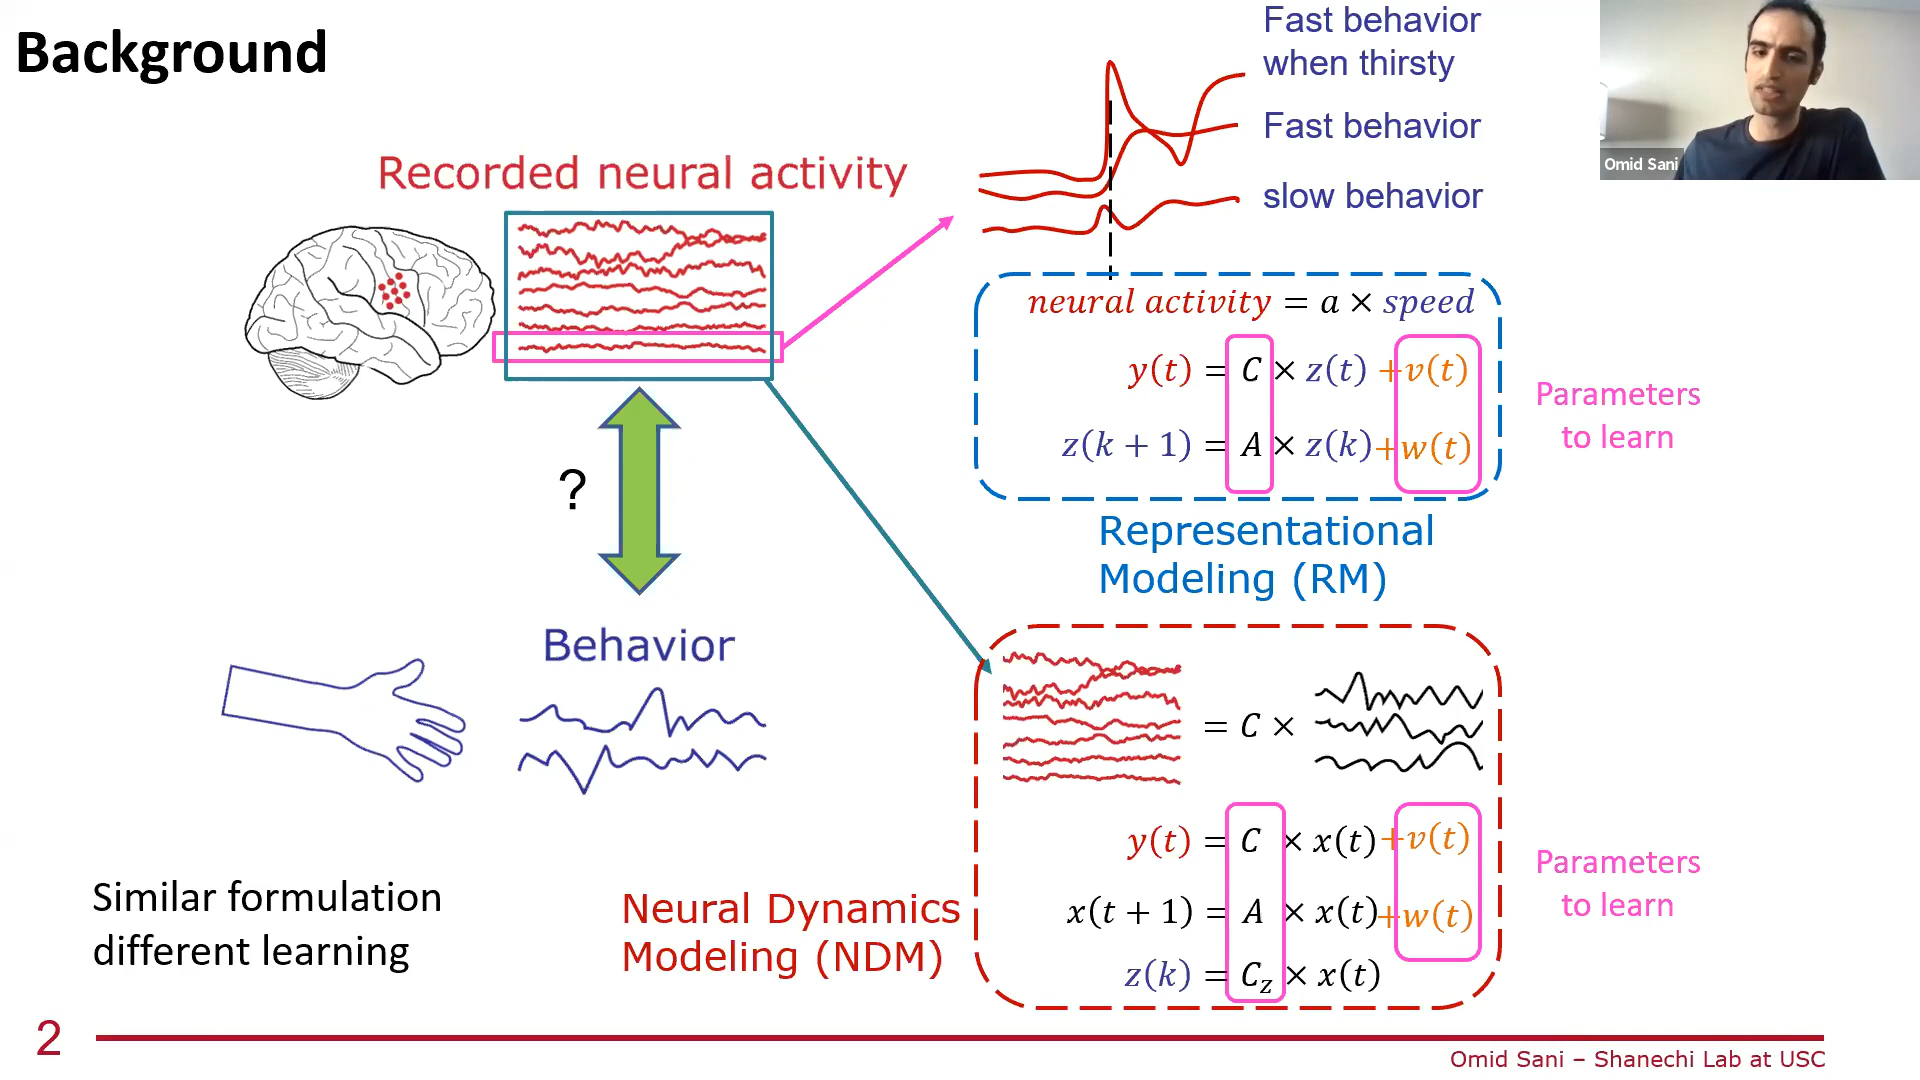 Background
Fast behavior
when thirsty
Fast behavior
slow behavior
Omid Sani
Recorded neural activity
neural activity = a × speed
y(t) = C × z(t) +v(t)
z(k + 1) = A × z(k)+w(t)
Parameters
to learn
Representational
Modeling (RM)
?
Behavior
= C ×
y(t) = C × x(t)+v(t)
x(t + 1) = A × x(t)+w(t)
z(k) = C_z × x(t)
Parameters
to learn
Neural Dynamics
Modeling (NDM)
Similar formulation
different learning
2
Omid Sani – Shanechi Lab at USC